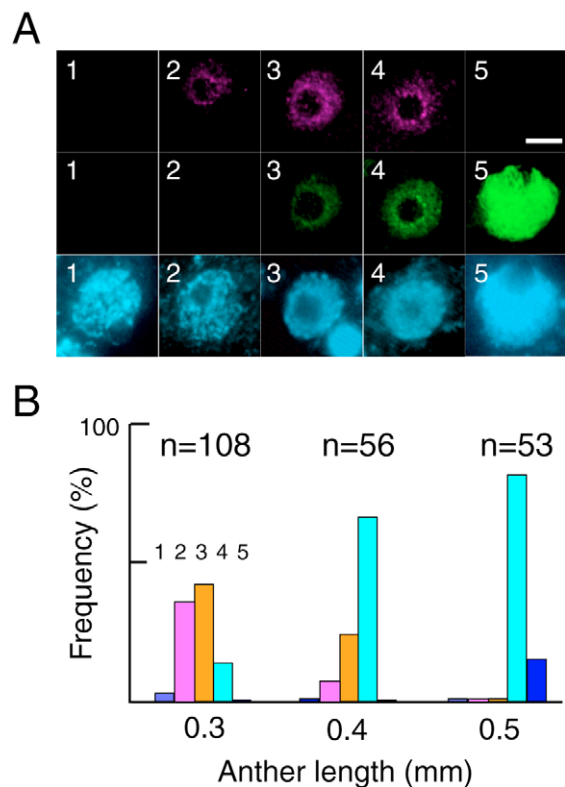 A
1 2 3 4 5
1 2 3 4 5
1 2 3 4 5
B
100
n=108 n=56 n=53
1 2 3 4 5
Frequency (%)
0.3 0.4 0.5
Anther length (mm)